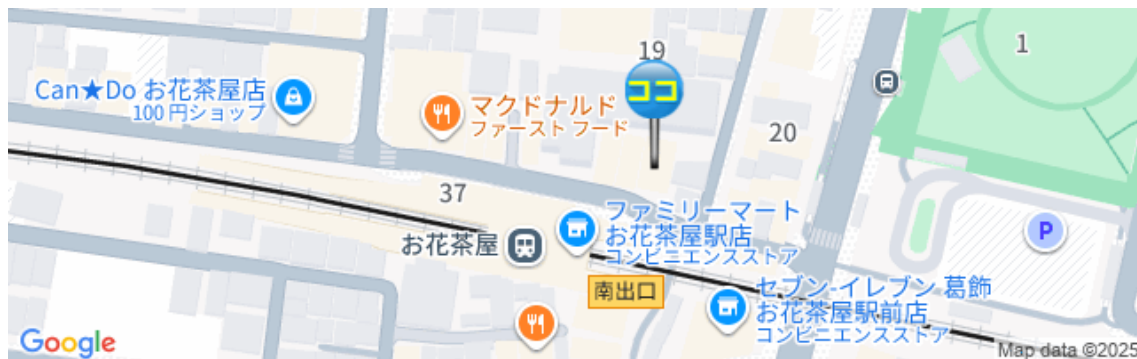 19
1
Can★Do お花茶屋店
100 円ショップ
ココ
マクドナルド
ファースト フード
20
37
ファミリーマート
お花茶屋駅店
コンビニエンスストア
お花茶屋
P
南出口
セブン-イレブン 葛飾
お花茶屋駅前店
コンビニエンスストア
Google
Map data ©2025